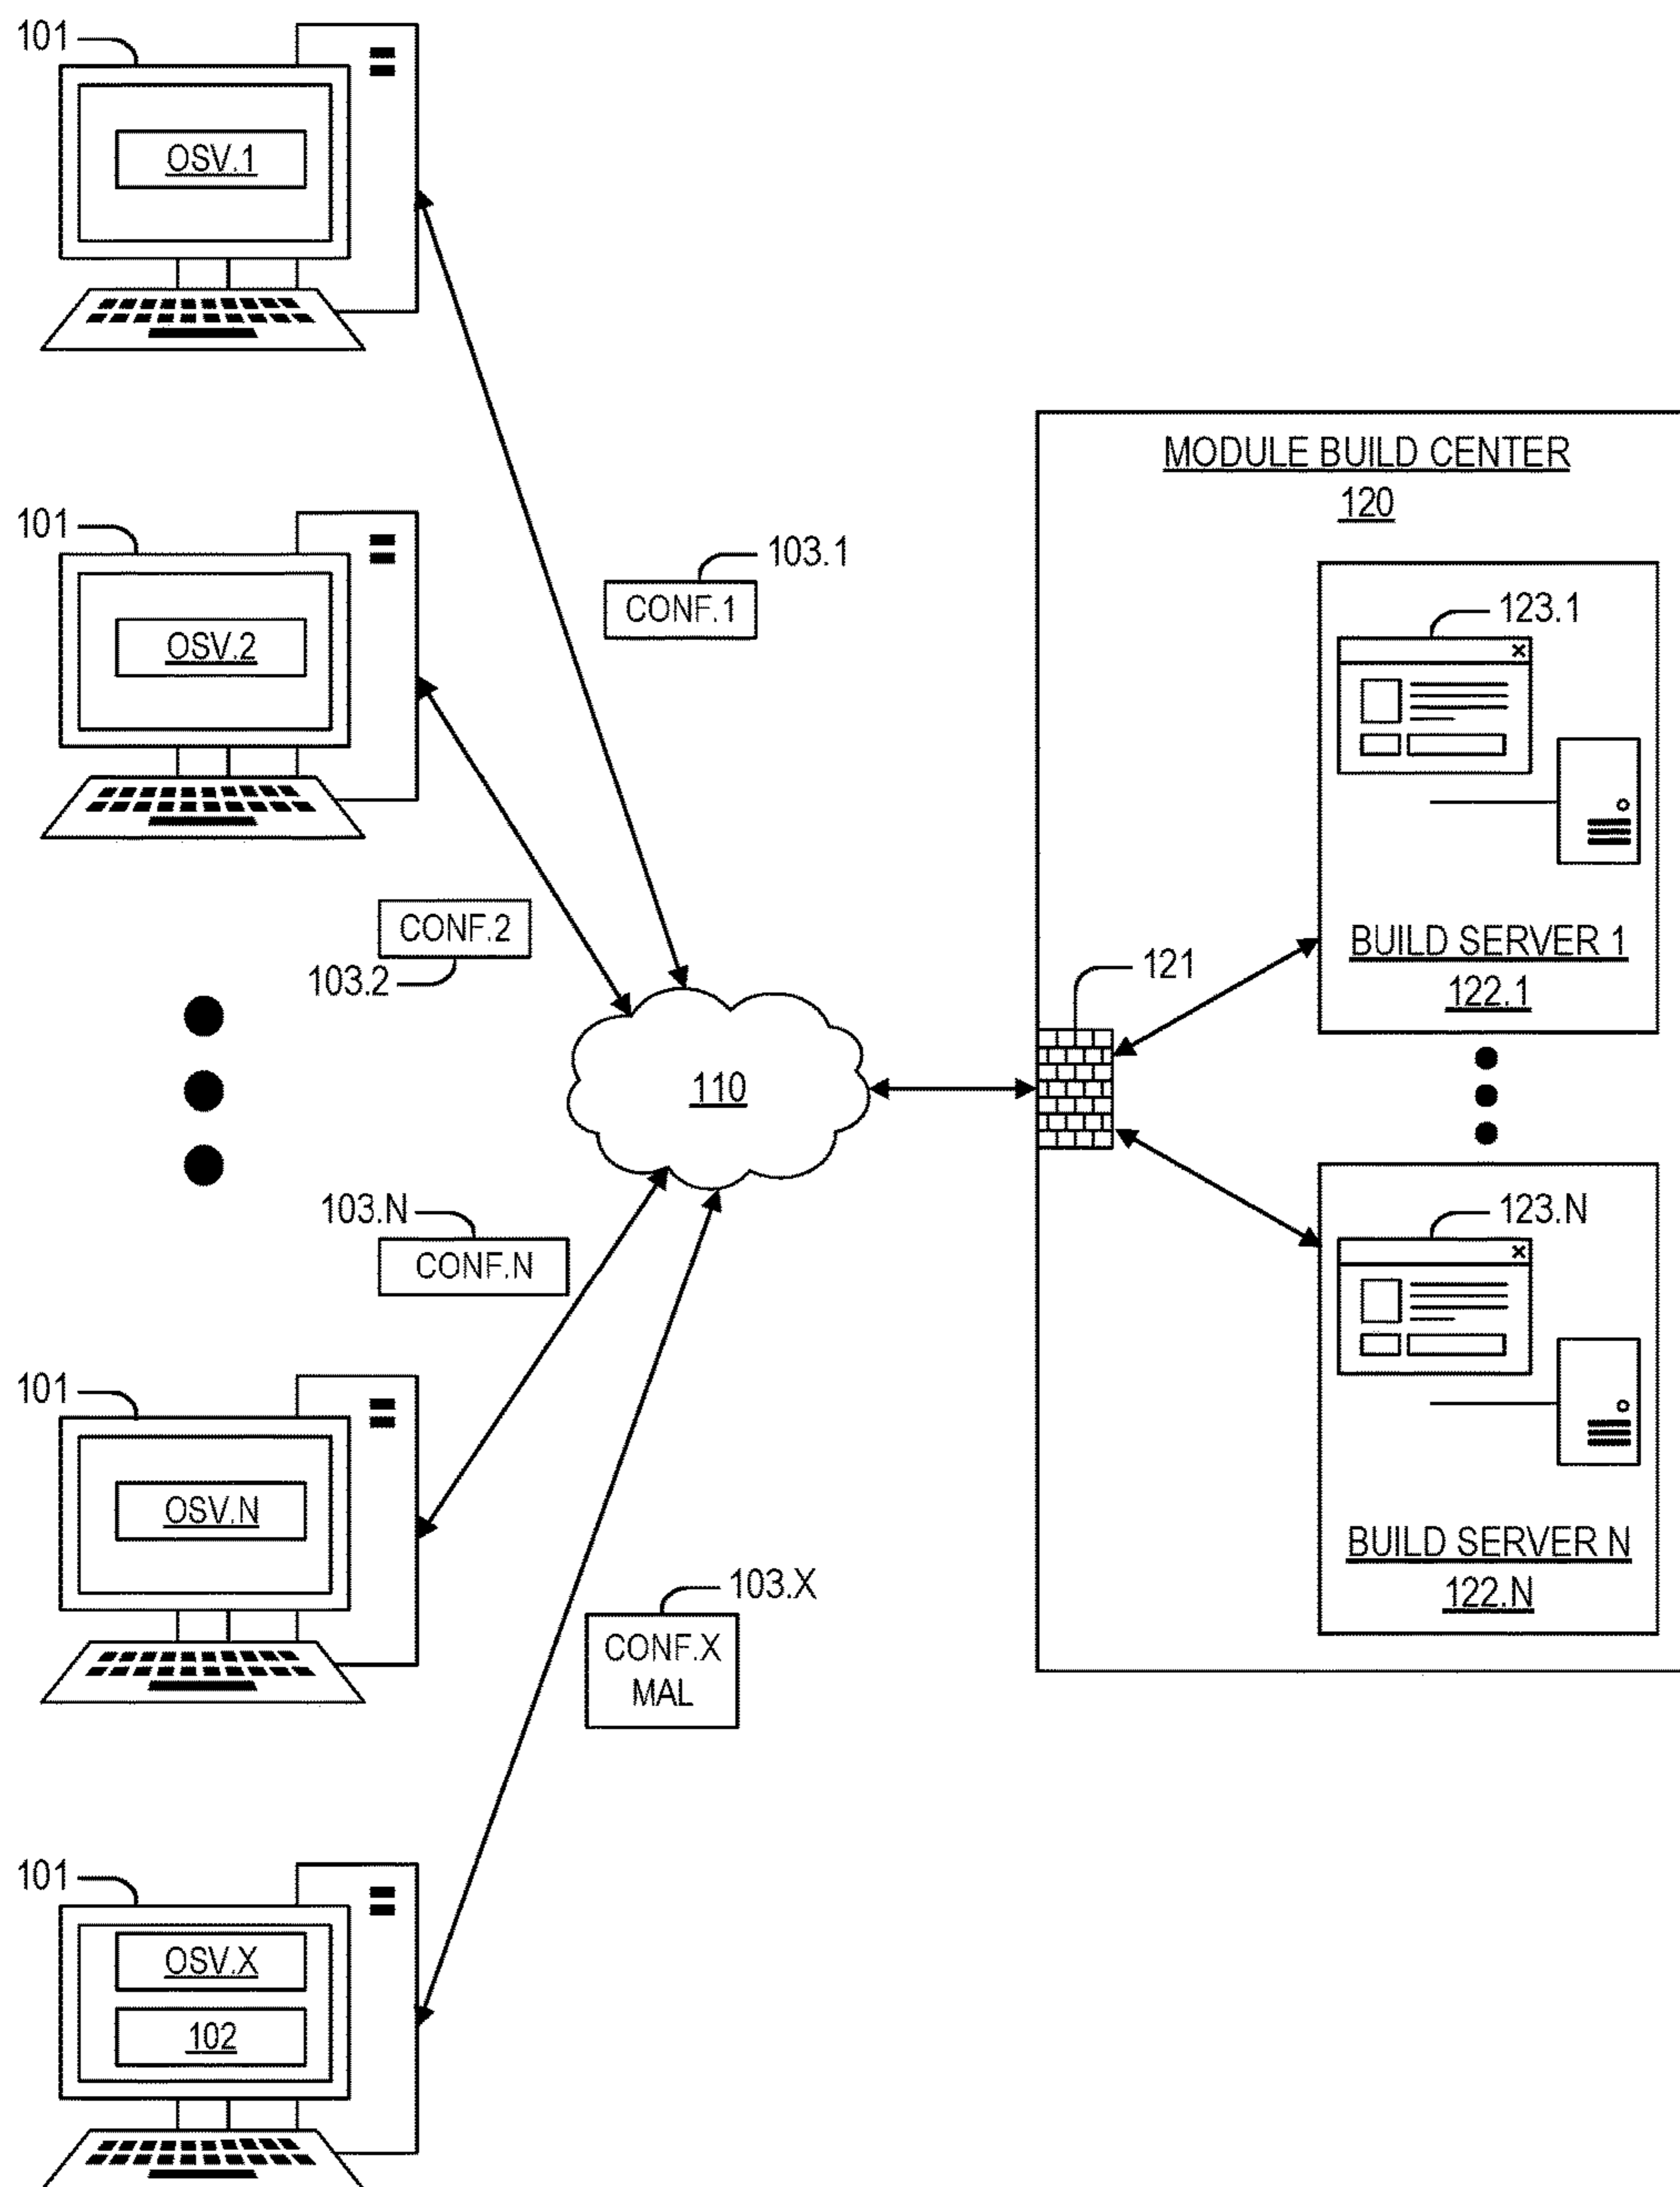 101
OSV.1
101
OSV.2
103.1
CONF.1
CONF.2
103.2
110
103.N
CONF.N
101
OSV.N
103.X
CONF.X
MAL
101
OSV.X
102
MODULE BUILD CENTER
120
123.1
×
BUILD SERVER 1
122.1
121
123.N
×
BUILD SERVER N
122.N